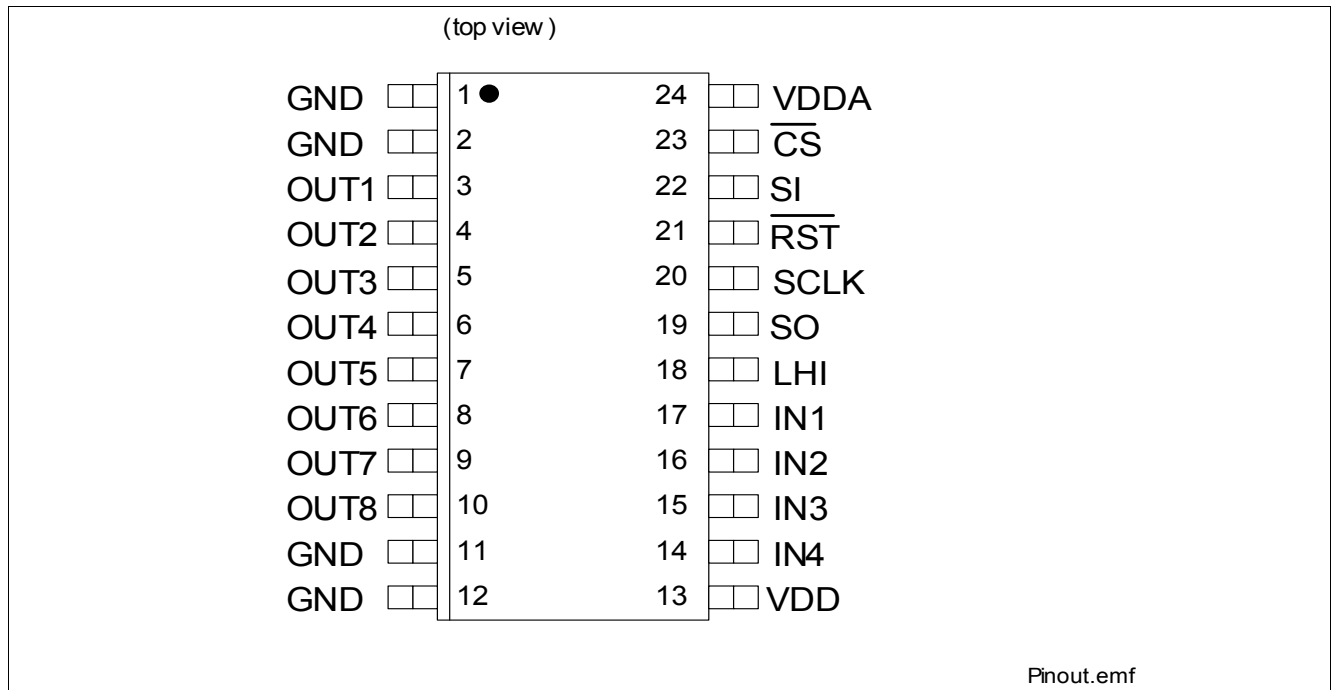 (top view)
GND 1 24 VDDA
GND 2 23 C̅S̅
OUT1 3 22 SI
OUT2 4 21 R̅S̅T̅
OUT3 5 20 SCLK
OUT4 6 19 SO
OUT5 7 18 LHI
OUT6 8 17 IN1
OUT7 9 16 IN2
OUT8 10 15 IN3
GND 11 14 IN4
GND 12 13 VDD
Pinout.emf